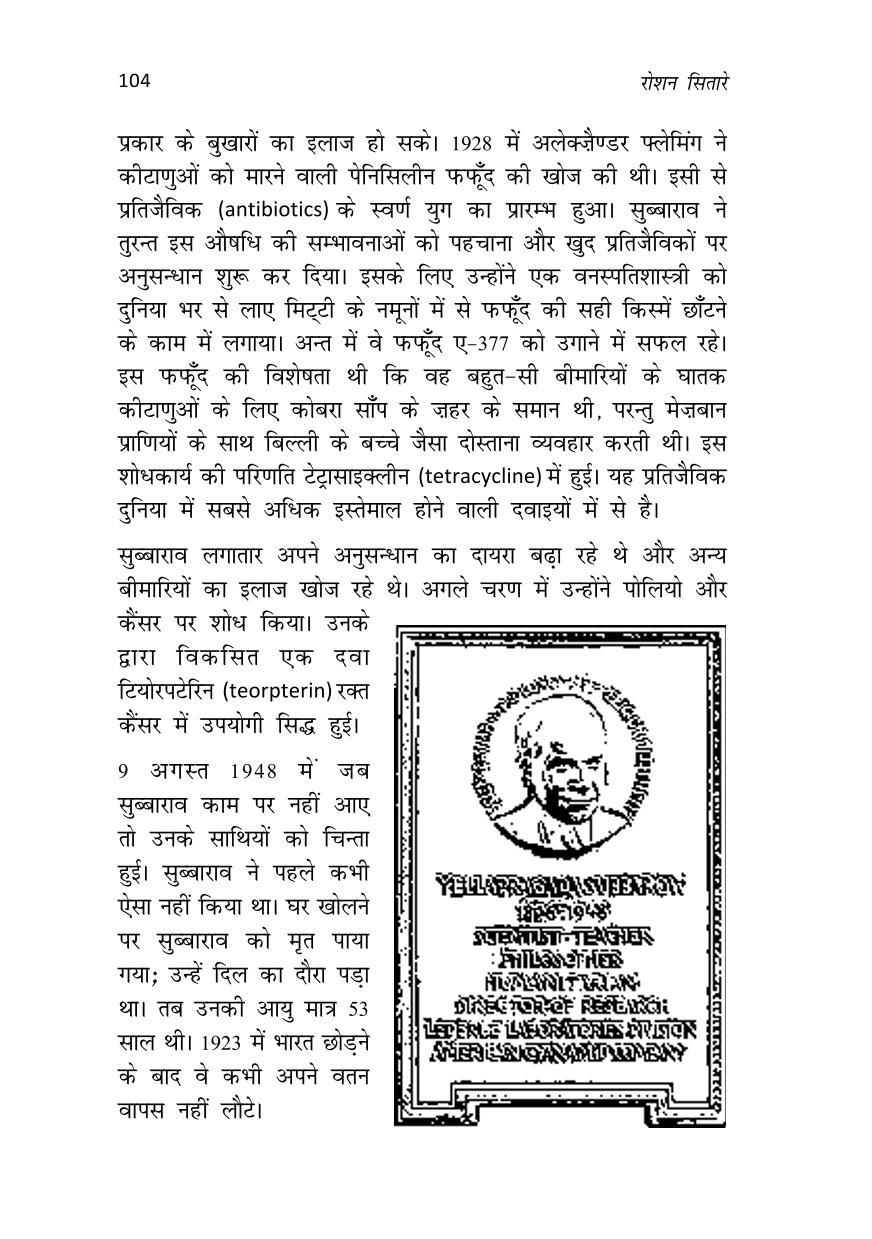 104
रोशन सितारे
प्रकार के बुखारों का इलाज हो सके। 1928 में अलेक्ज़ैण्डर फ्लेमिंग ने
कीटाणुओं को मारने वाली पेनिसिलीन फफूँद की खोज की थी। इसी से
प्रतिजैविक (antibiotics) के स्वर्ण युग का प्रारम्भ हुआ। सुब्बाराव ने
तुरन्त इस औषधि की सम्भावनाओं को पहचाना और खुद प्रतिजैविकों पर
अनुसन्धान शुरू कर दिया। इसके लिए उन्होंने एक वनस्पतिशास्त्री को
दुनिया भर से लाए मिट्टी के नमूनों में से फफूँद की सही किस्में छाँटने
के काम में लगाया। अन्त में वे फफूँद ए-377 को उगाने में सफल रहे।
इस फफूँद की विशेषता थी कि वह बहुत-सी बीमारियों के घातक
कीटाणुओं के लिए कोबरा साँप के ज़हर के समान थी, परन्तु मेज़बान
प्राणियों के साथ बिल्ली के बच्चे जैसा दोस्ताना व्यवहार करती थी। इस
शोधकार्य की परिणति टेट्रासाइक्लीन (tetracycline) में हुई। यह प्रतिजैविक
दुनिया में सबसे अधिक इस्तेमाल होने वाली दवाइयों में से है।
सुब्बाराव लगातार अपने अनुसन्धान का दायरा बढ़ा रहे थे और अन्य
बीमारियों का इलाज खोज रहे थे। अगले चरण में उन्होंने पोलियो और
कैंसर पर शोध किया। उनके
द्वारा विकसित एक दवा
टियोरपटेरिन (teorpterin) रक्त
कैंसर में उपयोगी सिद्ध हुई।
9 अगस्त 1948 में जब
सुब्बाराव काम पर नहीं आए
तो उनके साथियों को चिन्ता
हुई। सुब्बाराव ने पहले कभी
ऐसा नहीं किया था। घर खोलने
पर सुब्बाराव को मृत पाया
गया; उन्हें दिल का दौरा पड़ा
था। तब उनकी आयु मात्र 53
साल थी। 1923 में भारत छोड़ने
के बाद वे कभी अपने वतन
वापस नहीं लौटे।
SCIENTIST - TEACHER
PHILOSOPHER
HUMANITARIAN
DIRECTOR OF RESEARCH
LEDERLE LABORATORIES DIVISION